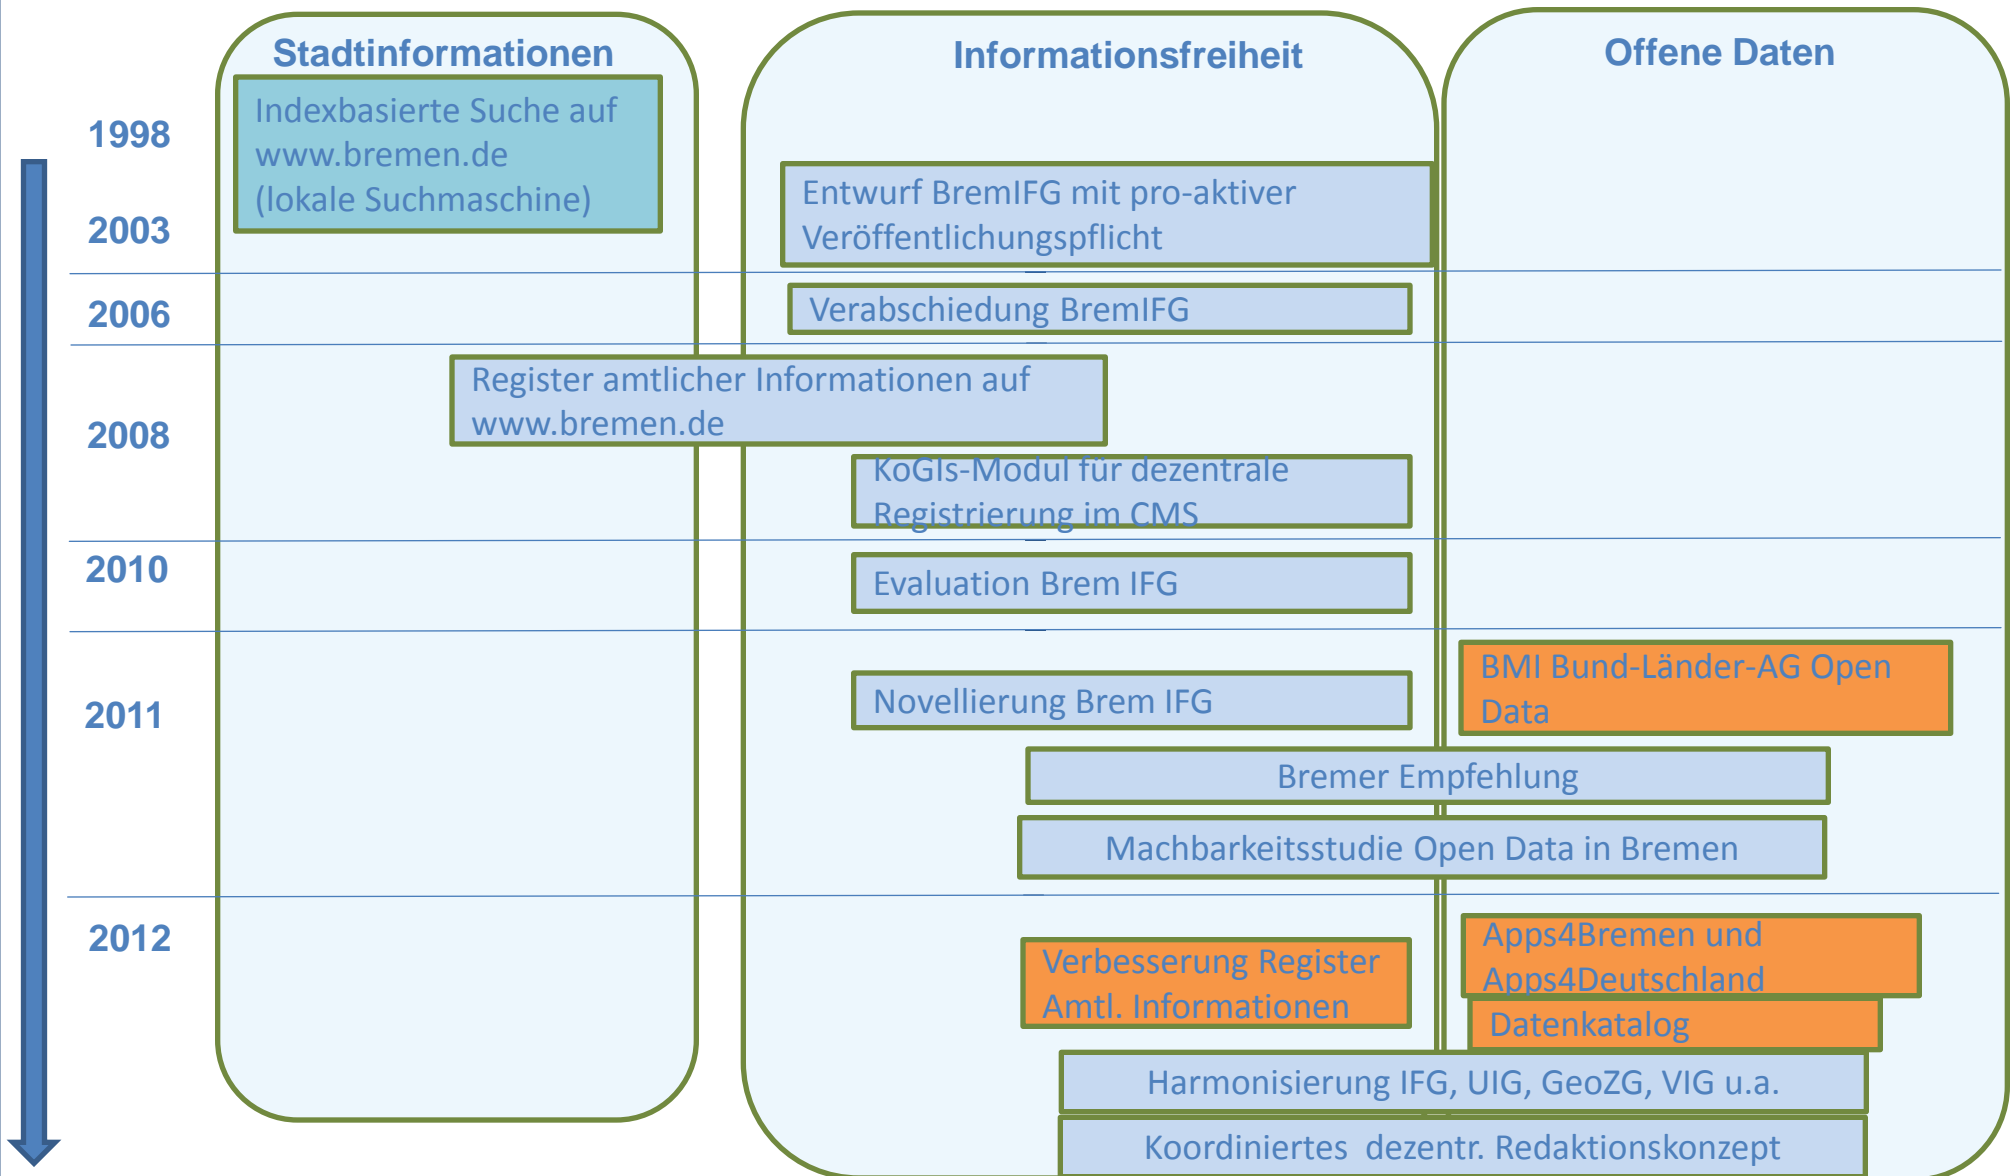 Stadtinformationen
Informationsfreiheit
Offene Daten
1998
Indexbasierte Suche auf
www.bremen.de
(lokale Suchmaschine)
2003
Entwurf BremIFG mit pro-aktiver
Veröffentlichungspflicht
2006
Verabschiedung BremIFG
2008
Register amtlicher Informationen auf
www.bremen.de
KoGIs-Modul für dezentrale
Registrierung im CMS
2010
Evaluation Brem IFG
2011
Novellierung Brem IFG
BMI Bund-Länder-AG Open
Data
Bremer Empfehlung
Machbarkeitsstudie Open Data in Bremen
2012
Verbesserung Register
Amtl. Informationen
Apps4Bremen und
Apps4Deutschland
Datenkatalog
Harmonisierung IFG, UIG, GeoZG, VIG u.a.
Koordiniertes dezentr. Redaktionskonzept